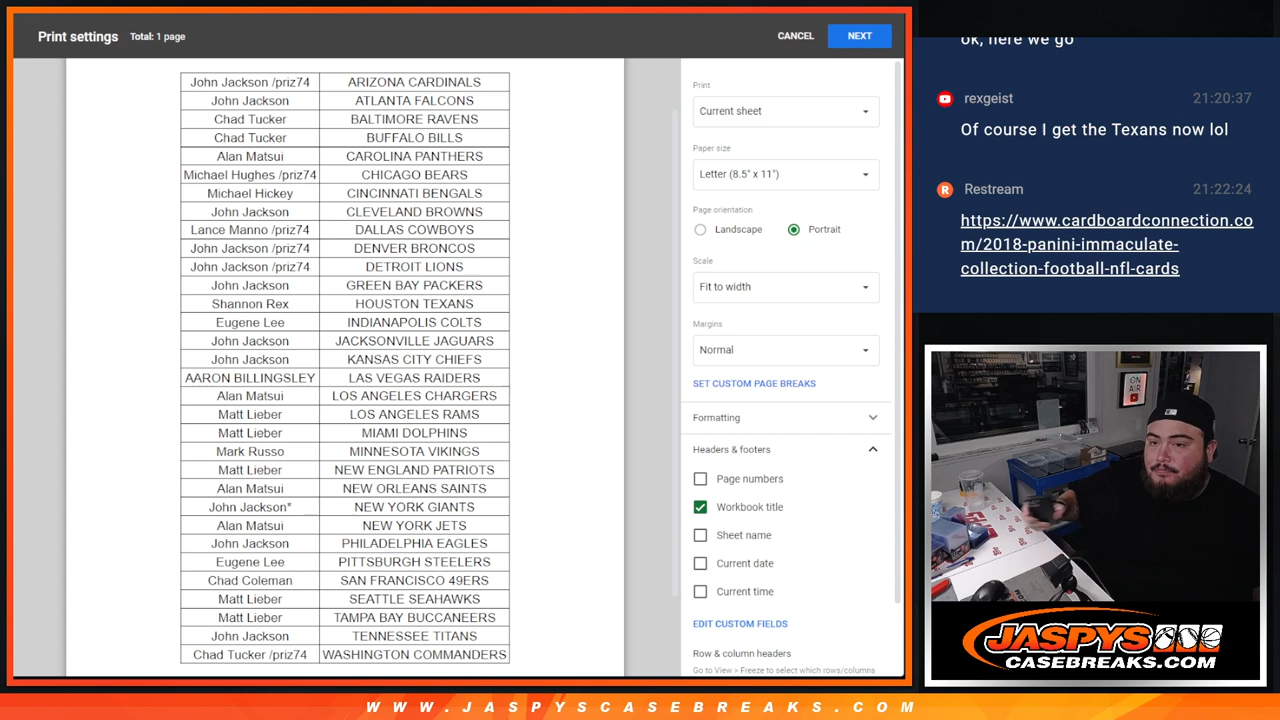 Print settings Total: 1 page CANCEL NEXT
John Jackson /priz74 ARIZONA CARDINALS
John Jackson ATLANTA FALCONS
Chad Tucker BALTIMORE RAVENS
Chad Tucker BUFFALO BILLS
Alan Matsui CAROLINA PANTHERS
Michael Hughes /priz74 CHICAGO BEARS
Michael Hickey CINCINNATI BENGALS
John Jackson CLEVELAND BROWNS
Lance Manno /priz74 DALLAS COWBOYS
John Jackson /priz74 DENVER BRONCOS
John Jackson /priz74 DETROIT LIONS
John Jackson GREEN BAY PACKERS
Shannon Rex HOUSTON TEXANS
Eugene Lee INDIANAPOLIS COLTS
John Jackson JACKSONVILLE JAGUARS
John Jackson KANSAS CITY CHIEFS
AARON BILLINGSLEY LAS VEGAS RAIDERS
Alan Matsui LOS ANGELES CHARGERS
Matt Lieber LOS ANGELES RAMS
Matt Lieber MIAMI DOLPHINS
Mark Russo MINNESOTA VIKINGS
Matt Lieber NEW ENGLAND PATRIOTS
Alan Matsui NEW ORLEANS SAINTS
John Jackson* NEW YORK GIANTS
Alan Matsui NEW YORK JETS
John Jackson PHILADELPHIA EAGLES
Eugene Lee PITTSBURGH STEELERS
Chad Coleman SAN FRANCISCO 49ERS
Matt Lieber SEATTLE SEAHAWKS
Matt Lieber TAMPA BAY BUCCANEERS
John Jackson TENNESSEE TITANS
Chad Tucker /priz74 WASHINGTON COMMANDERS
Print
Current sheet
Paper size
Letter (8.5" x 11")
Page orientation
Landscape Portrait
Scale
Fit to width
Margins
Normal
SET CUSTOM PAGE BREAKS
Formatting
Headers & footers
Page numbers
Workbook title
Sheet name
Current date
Current time
EDIT CUSTOM FIELDS
Row & column headers
Go to View > Freeze to select which rows/columns
ok, here we go
rexgeist 21:20:37
Of course I get the Texans now lol
Restream 21:22:24
https://www.cardboardconnection.co
m/2018-panini-immaculate-
collection-football-nfl-cards
ON
AIR
JASPYS
CASEBREAKS.COM
WWW.JASPYSCASEBREAKS.COM